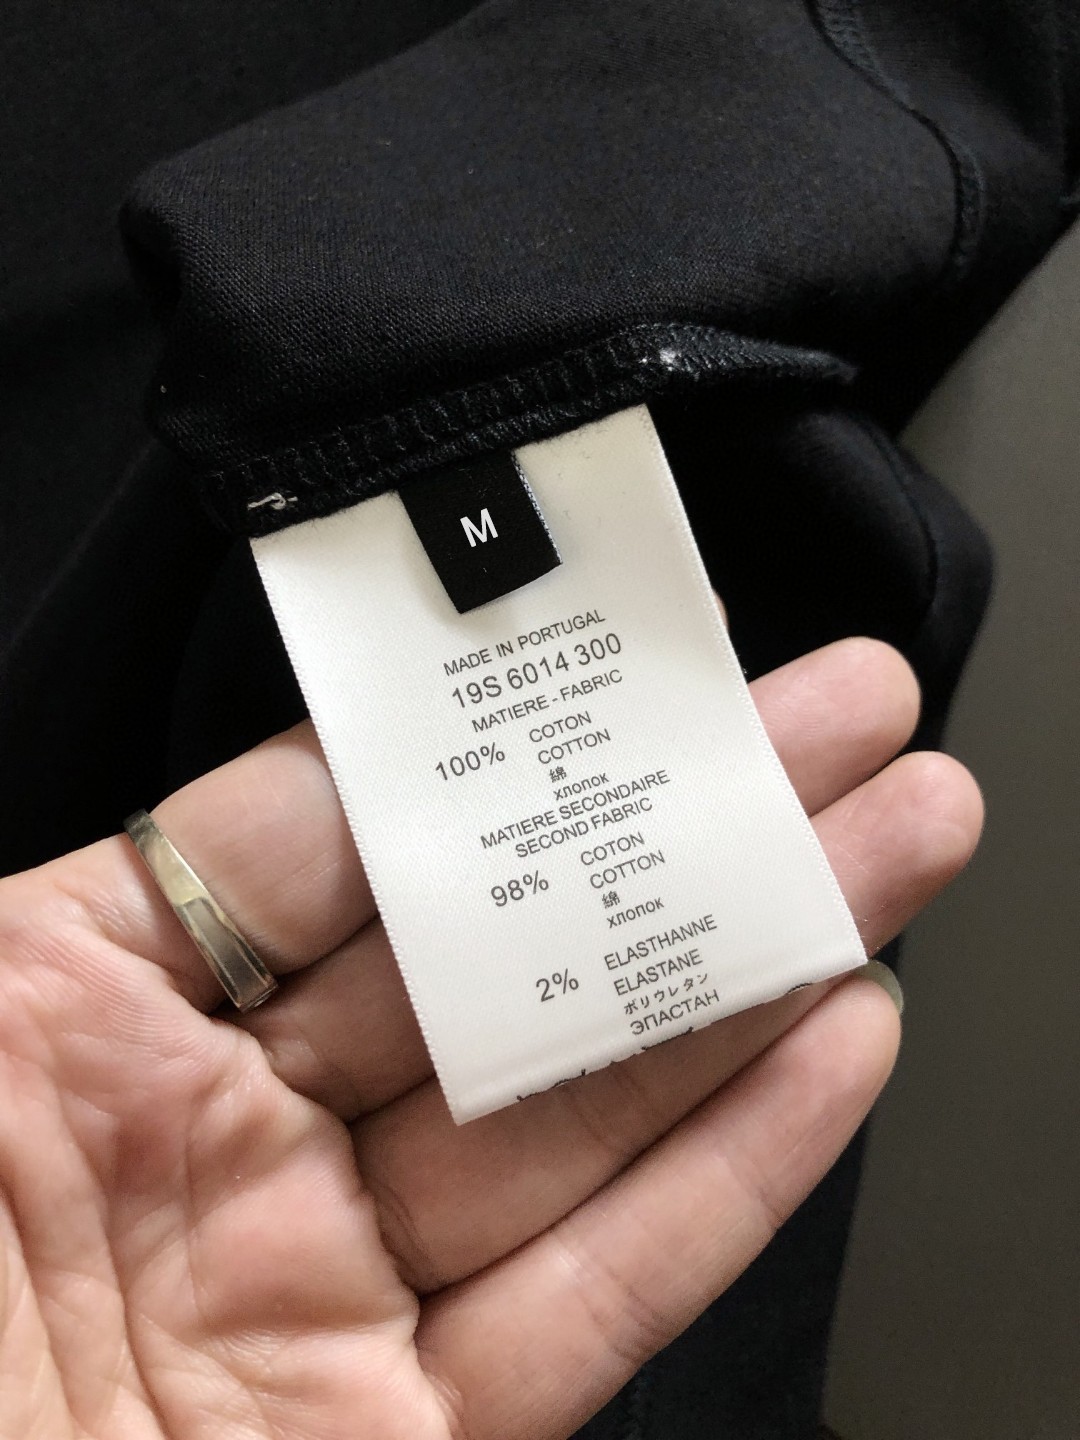 M
MADE IN PORTUGAL
19S 6014 300
MATIERE - FABRIC
100% COTON
COTTON
綿
хлопок
MATIERE SECONDAIRE
SECOND FABRIC
98% COTON
COTTON
綿
хлопок
2% ELASTHANNE
ELASTANE
ポリウレタン
ЭПАСТАН